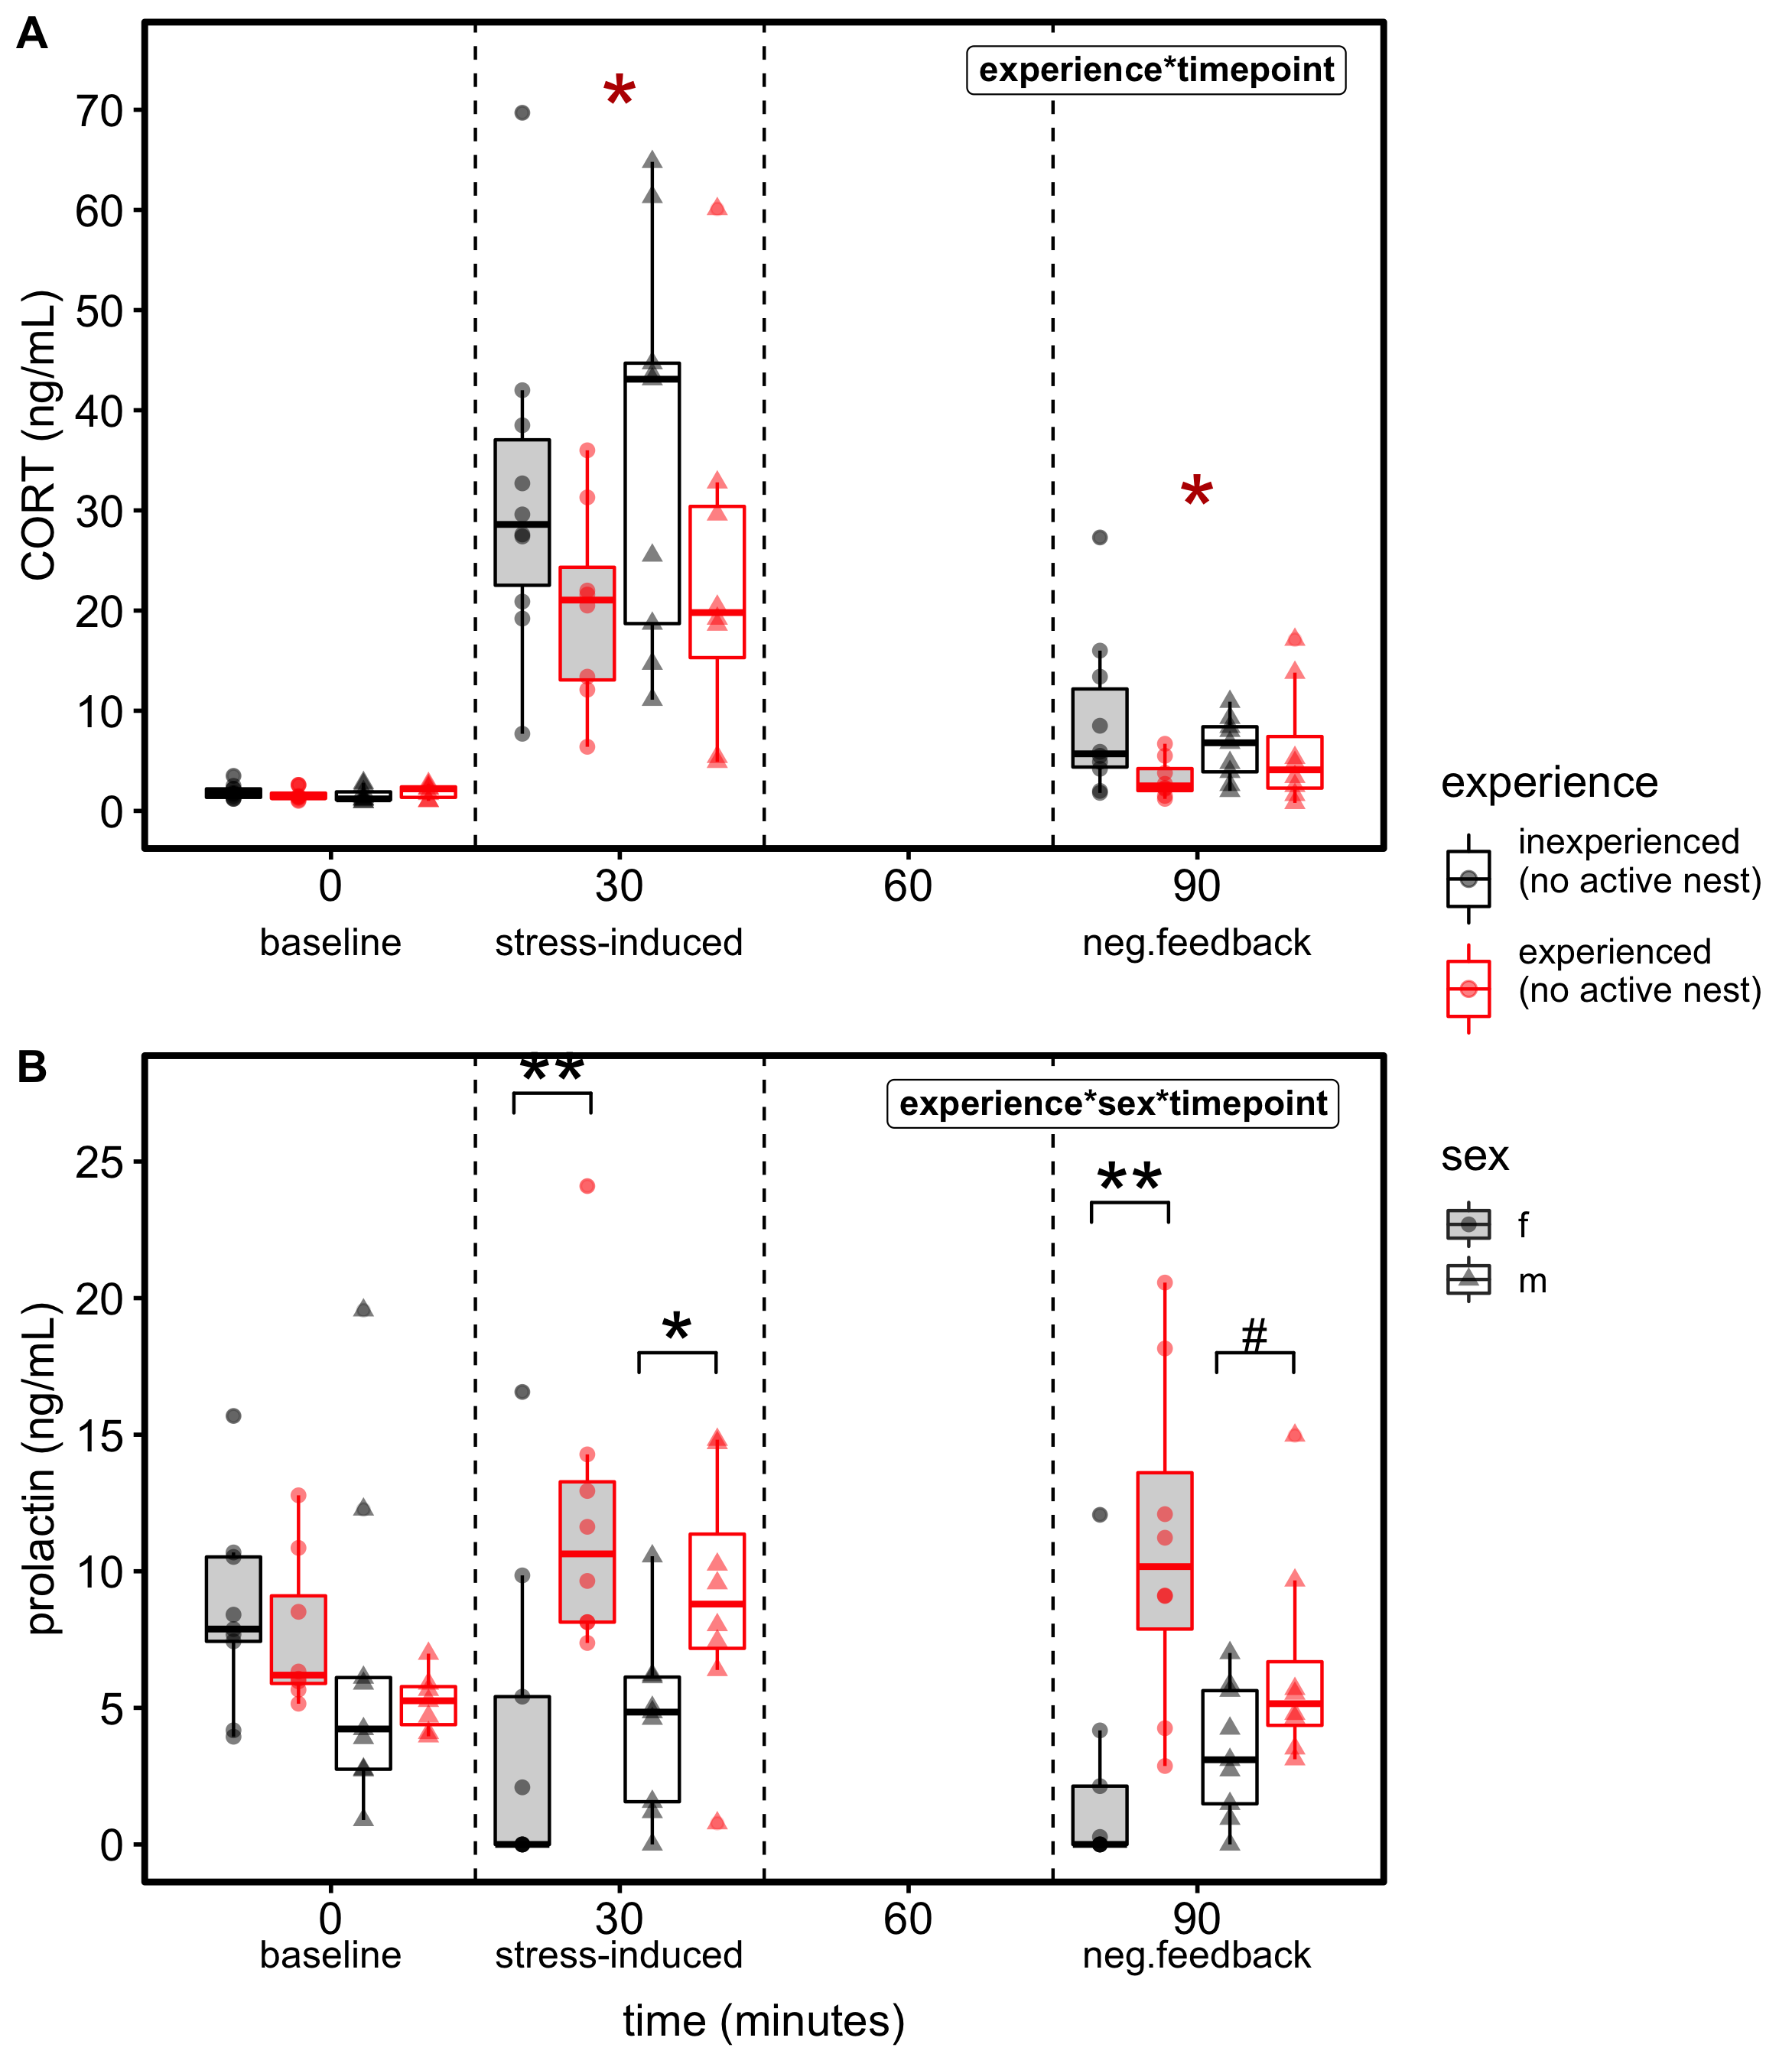 A
experience*timepoint
*
*
70
60
50
40
30
20
10
0
CORT (ng/mL)
0
30
60
90
baseline
stress-induced
neg.feedback
experience
inexperienced
(no active nest)
experienced
(no active nest)
B
**
experience*sex*timepoint
**
*
#
25
20
15
10
5
0
prolactin (ng/mL)
sex
f
m
0
30
60
90
baseline
stress-induced
neg.feedback
time (minutes)